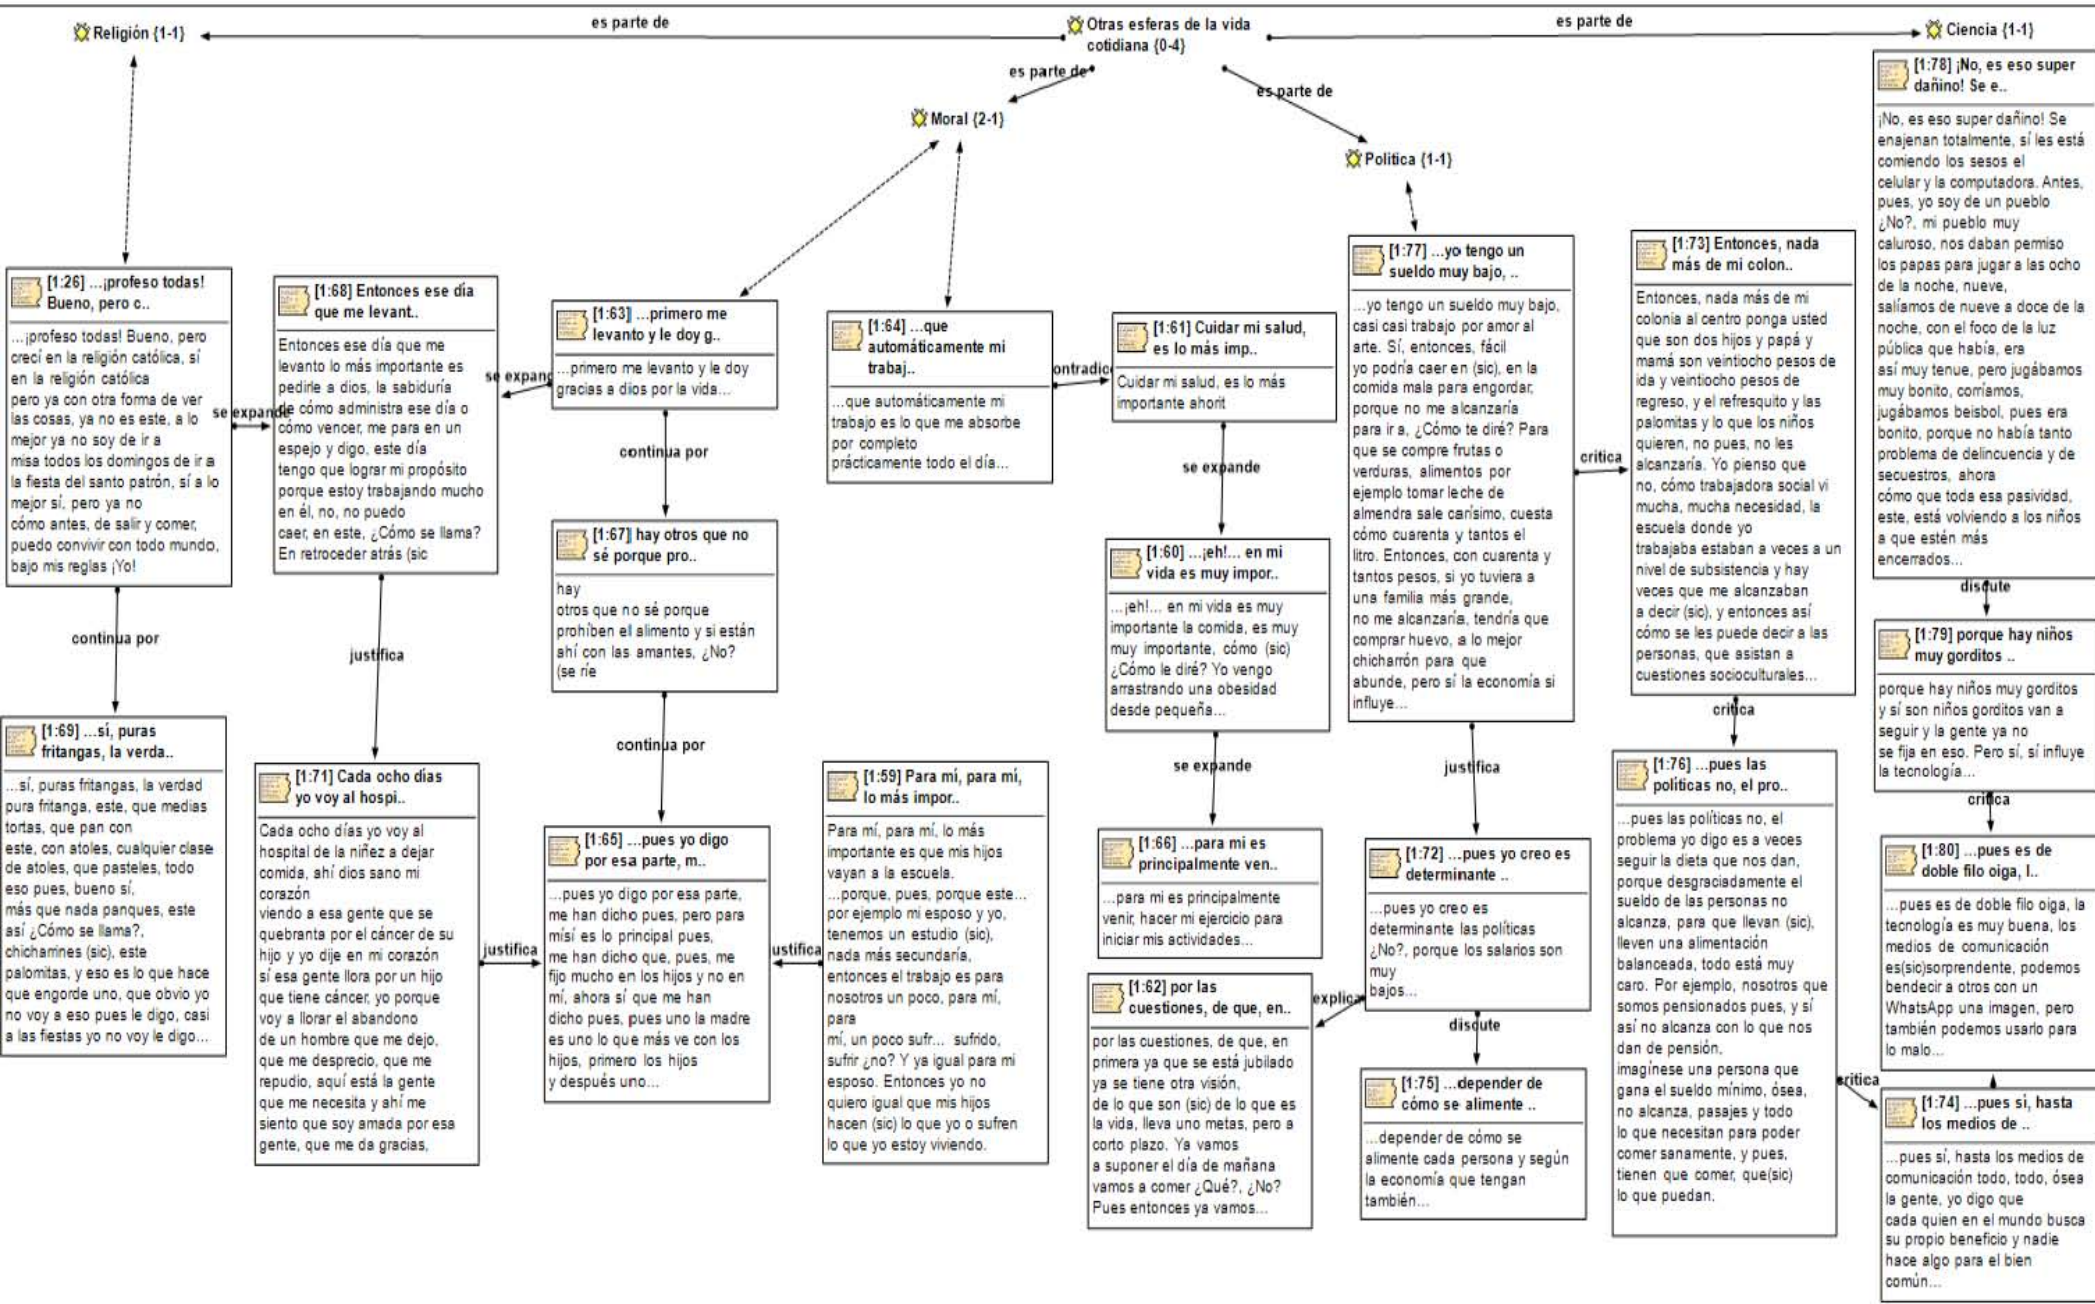 es parte de
es parte de
Religión {1-1}
Otras esferas de la vida
cotidiana {0-4}
Ciencia {1-1}
es parte de
es parte de
Moral {2-1}
Política {1-1}
[1:78] ¡No, es eso super
dañino! Se e..
¡No, es eso super dañino! Se
enajenan totalmente, sí les está
comiendo los sesos el
celular y la computadora. Antes,
pues, yo soy de un pueblo
¿No?, mi pueblo muy
caluroso, nos daban permiso
los papas para jugar a las ocho
de la noche, nueve,
salíamos de nueve a doce de la
noche, con el foco de la luz
pública que había, era
así muy tenue, pero jugábamos
muy bonito, corríamos,
jugábamos beisbol, pues era
bonito, porque no había tanto
problema de delincuencia y de
secuestros, ahora
cómo que toda esa pasividad,
este, está volviendo a los niños
a que estén más
encerrados...
[1:26] ...¡profeso todas!
Bueno, pero c..
...¡profeso todas! Bueno, pero
crecí en la religión católica, sí
en la religión católica
pero ya con otra forma de ver
las cosas, ya no es este, a lo
mejor ya no soy de ir a
misa todos los domingos de ir a
la fiesta del santo patrón, sí a lo
mejor sí, pero ya no
cómo antes, de salir y comer,
puedo convivir con todo mundo,
bajo mis reglas ¡Yo!
se expande
[1:68] Entonces ese día
que me levant..
Entonces ese día que me
levanto lo más importante es
pedirle a dios, la sabiduría
de cómo administra ese día o
cómo vencer, me para en un
espejo y digo, este día
tengo que lograr mi propósito
porque estoy trabajando mucho
en él, no, no puedo
caer, en este, ¿Cómo se llama?
En retroceder atrás (sic
se expand
[1:63] ...primero me
levanto y le doy g..
...primero me levanto y le doy
gracias a dios por la vida...
[1:64] ...que
automáticamente mi
trabaj..
...que automáticamente mi
trabajo es lo que me absorbe
por completo
prácticamente todo el día...
ontradic
[1:61] Cuidar mi salud,
es lo más imp..
Cuidar mi salud, es lo más
importante ahorit
[1:77] ...yo tengo un
sueldo muy bajo, ..
...yo tengo un sueldo muy bajo,
casi casi trabajo por amor al
arte. Sí, entonces, fácil
yo podría caer en (sic), en la
comida mala para engordar,
porque no me alcanzaría
para ir a, ¿Cómo te diré? Para
que se compre frutas o
verduras, alimentos por
ejemplo tomar leche de
almendra sale carísimo, cuesta
cómo cuarenta y tantos el
litro. Entonces, con cuarenta y
tantos pesos, si yo tuviera a
una familia más grande,
no me alcanzaría, tendría que
comprar huevo, a lo mejor
chicharrón para que
abunde, pero sí la economía si
influye...
critica
[1:73] Entonces, nada
más de mi colon..
Entonces, nada más de mi
colonia al centro ponga usted
que son dos hijos y papá y
mamá son veintiocho pesos de
ida y veintiocho pesos de
regreso, y el refresquito y las
palomitas y lo que los niños
quieren, no pues, no les
alcanzaría. Yo pienso que
no, cómo trabajadora social vi
mucha, mucha necesidad, la
escuela donde yo
trabajaba estaban a veces a un
nivel de subsistencia y hay
veces que me alcanzaban
a decir (sic), y entonces así
cómo se les puede decir a las
personas, que asistan a
cuestiones socioculturales...
continua por
justifica
continua por
se expande
discute
[1:67] hay otros que no
sé porque pro..
hay
otros que no sé porque
prohíben el alimento y si están
ahí con las amantes, ¿No?
(se ríe
[1:60] ...¡eh!... en mi
vida es muy impor..
...¡eh!... en mi vida es muy
importante la comida, es muy
muy importante, cómo (sic)
¿Cómo le diré? Yo vengo
arrastrando una obesidad
desde pequeña...
[1:79] porque hay niños
muy gorditos ..
porque hay niños muy gorditos
y sí son niños gorditos van a
seguir y la gente ya no
se fija en eso. Pero sí, sí influye
la tecnología...
continua por
se expande
justifica
critica
critica
[1:69] ...sí, puras
fritangas, la verda..
...sí, puras fritangas, la verdad
pura fritanga, este, que medias
tortas, que pan con
este, con atoles, cualquier clase
de atoles, que pasteles, todo
eso pues, bueno sí,
más que nada panques, este
así ¿Cómo se llama?,
chicharrines (sic), este
palomitas, y eso es lo que hace
que engorde uno, que obvio yo
no voy a eso pues le digo, casi
a las fiestas yo no voy le digo...
[1:71] Cada ocho días
yo voy al hospi..
Cada ocho días yo voy al
hospital de la niñez a dejar
comida, ahí dios sano mi
corazón
viendo a esa gente que se
quebranta por el cáncer de su
hijo y yo dije en mi corazón
sí esa gente llora por un hijo
que tiene cáncer, yo porque
voy a llorar el abandono
de un hombre que me dejo,
que me desprecio, que me
repudio, aquí está la gente
que me necesita y ahí me
siento que soy amada por esa
gente, que me da gracias,
justifica
[1:65] ...pues yo digo
por esa parte, m..
...pues yo digo por esa parte,
me han dicho pues, pero para
mísí es lo principal pues,
me han dicho que, pues, me
fijo mucho en los hijos y no en
mí, ahora sí que me han
dicho pues, pues uno la madre
es uno lo que más ve con los
hijos, primero los hijos
y después uno...
ustifica
[1:59] Para mí, para mí,
lo más impor..
Para mí, para mí, lo más
importante es que mis hijos
vayan a la escuela.
...porque, pues, porque este...
por ejemplo mi esposo y yo,
tenemos un estudio (sic),
nada más secundaría,
entonces el trabajo es para
nosotros un poco, para mí,
para
mí, un poco sufr... sufrido,
sufrir ¿no? Y ya igual para mi
esposo. Entonces yo no
quiero igual que mis hijos
hacen (sic) lo que yo o sufren
lo que yo estoy viviendo.
[1:66] ...para mi es
principalmente ven..
...para mi es principalmente
venir, hacer mi ejercicio para
iniciar mis actividades...
[1:62] por las
cuestiones, de que, en..
por las cuestiones, de que, en
primera ya que se está jubilado
ya se tiene otra visión,
de lo que son (sic) de lo que es
la vida, lleva uno metas, pero a
corto plazo. Ya vamos
a suponer el día de mañana
vamos a comer ¿Qué?, ¿No?
Pues entonces ya vamos...
explica
[1:72] ...pues yo creo es
determinante ..
...pues yo creo es
determinante las políticas
¿No?, porque los salarios son
muy
bajos...
discute
[1:75] ...depender de
cómo se alimente ..
...depender de cómo se
alimente cada persona y según
la economía que tengan
también...
[1:76] ...pues las
políticas no, el pro..
...pues las políticas no, el
problema yo digo es a veces
seguir la dieta que nos dan,
porque desgraciadamente el
sueldo de las personas no
alcanza, para que llevan (sic),
lleven una alimentación
balanceada, todo está muy
caro. Por ejemplo, nosotros que
somos pensionados pues, y sí
así no alcanza con lo que nos
dan de pensión,
imagínese una persona que
gana el sueldo mínimo, ósea,
no alcanza, pasajes y todo
lo que necesitan para poder
comer sanamente, y pues,
tienen que comer, que(sic)
lo que puedan.
critica
[1:80] ...pues es de
doble filo oiga, l..
...pues es de doble filo oiga, la
tecnología es muy buena, los
medios de comunicación
es(sic)sorprendente, podemos
bendecir a otros con un
WhatsApp una imagen, pero
también podemos usarlo para
lo malo...
[1:74] ...pues sí, hasta
los medios de ..
...pues sí, hasta los medios de
comunicación todo, todo, ósea
la gente, yo digo que
cada quien en el mundo busca
su propio beneficio y nadie
hace algo para el bien
común...